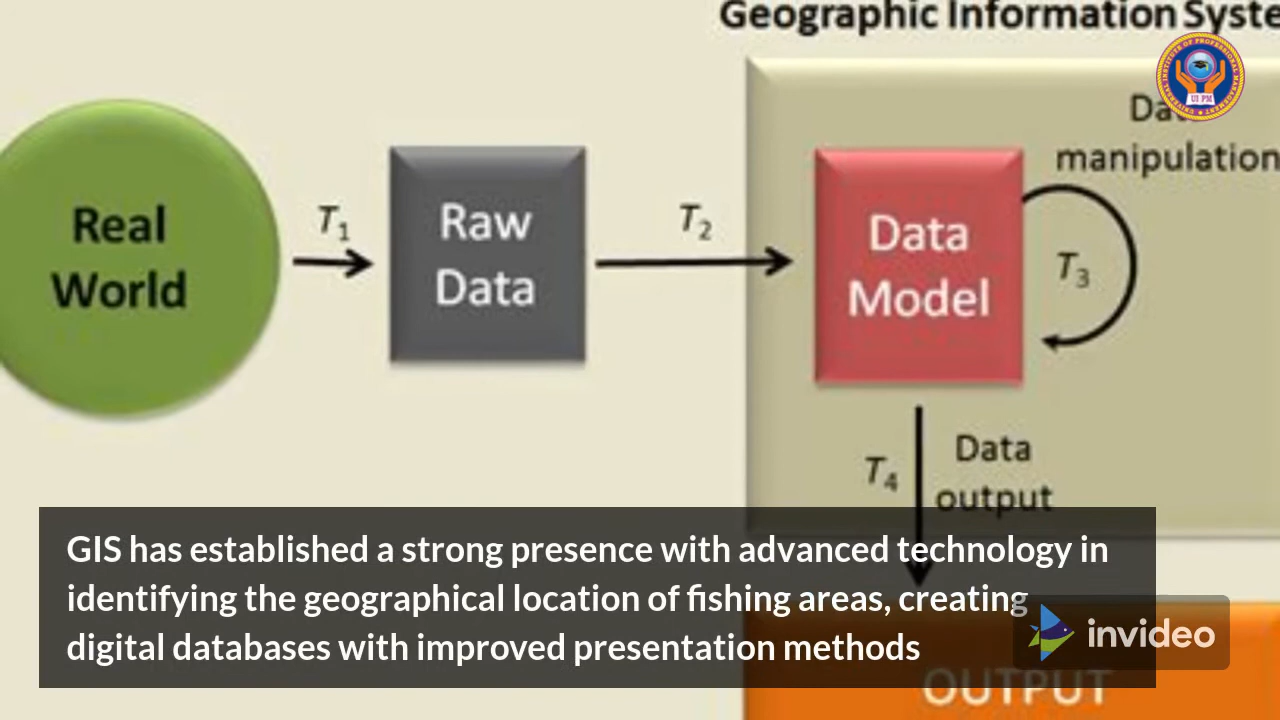 Geographic Information Syste
Real
World
T1
Raw
Data
T2
Data
Model
manipulation
T3
T4
Data
output
GIS has established a strong presence with advanced technology in
identifying the geographical location of fishing areas, creating
digital databases with improved presentation methods
invideo
OUTPUT
UIPM